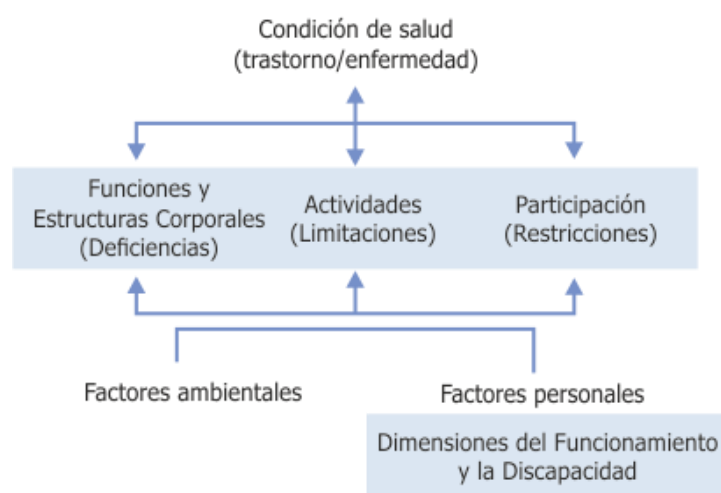 Condición de salud
(trastorno/enfermedad)
Funciones y
Estructuras Corporales
(Deficiencias)
Actividades
(Limitaciones)
Participación
(Restricciones)
Factores ambientales
Factores personales
Dimensiones del Funcionamiento
y la Discapacidad